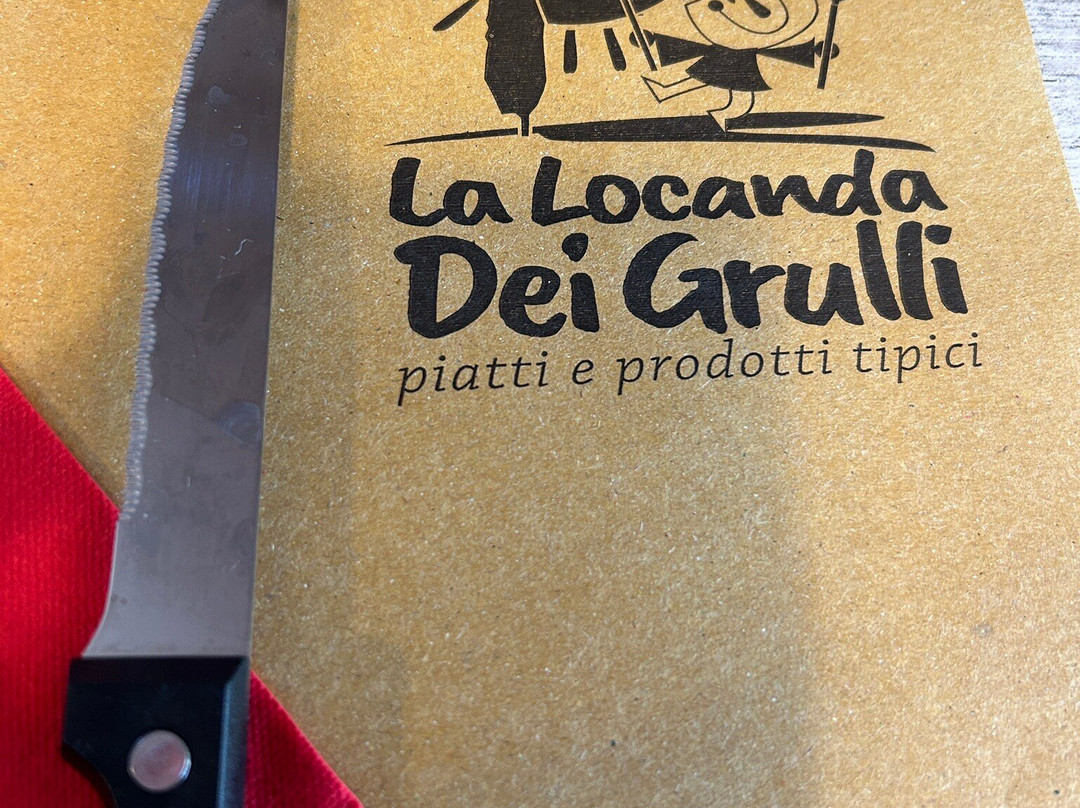 La Locanda
Dei Grulli
piatti e prodotti tipici